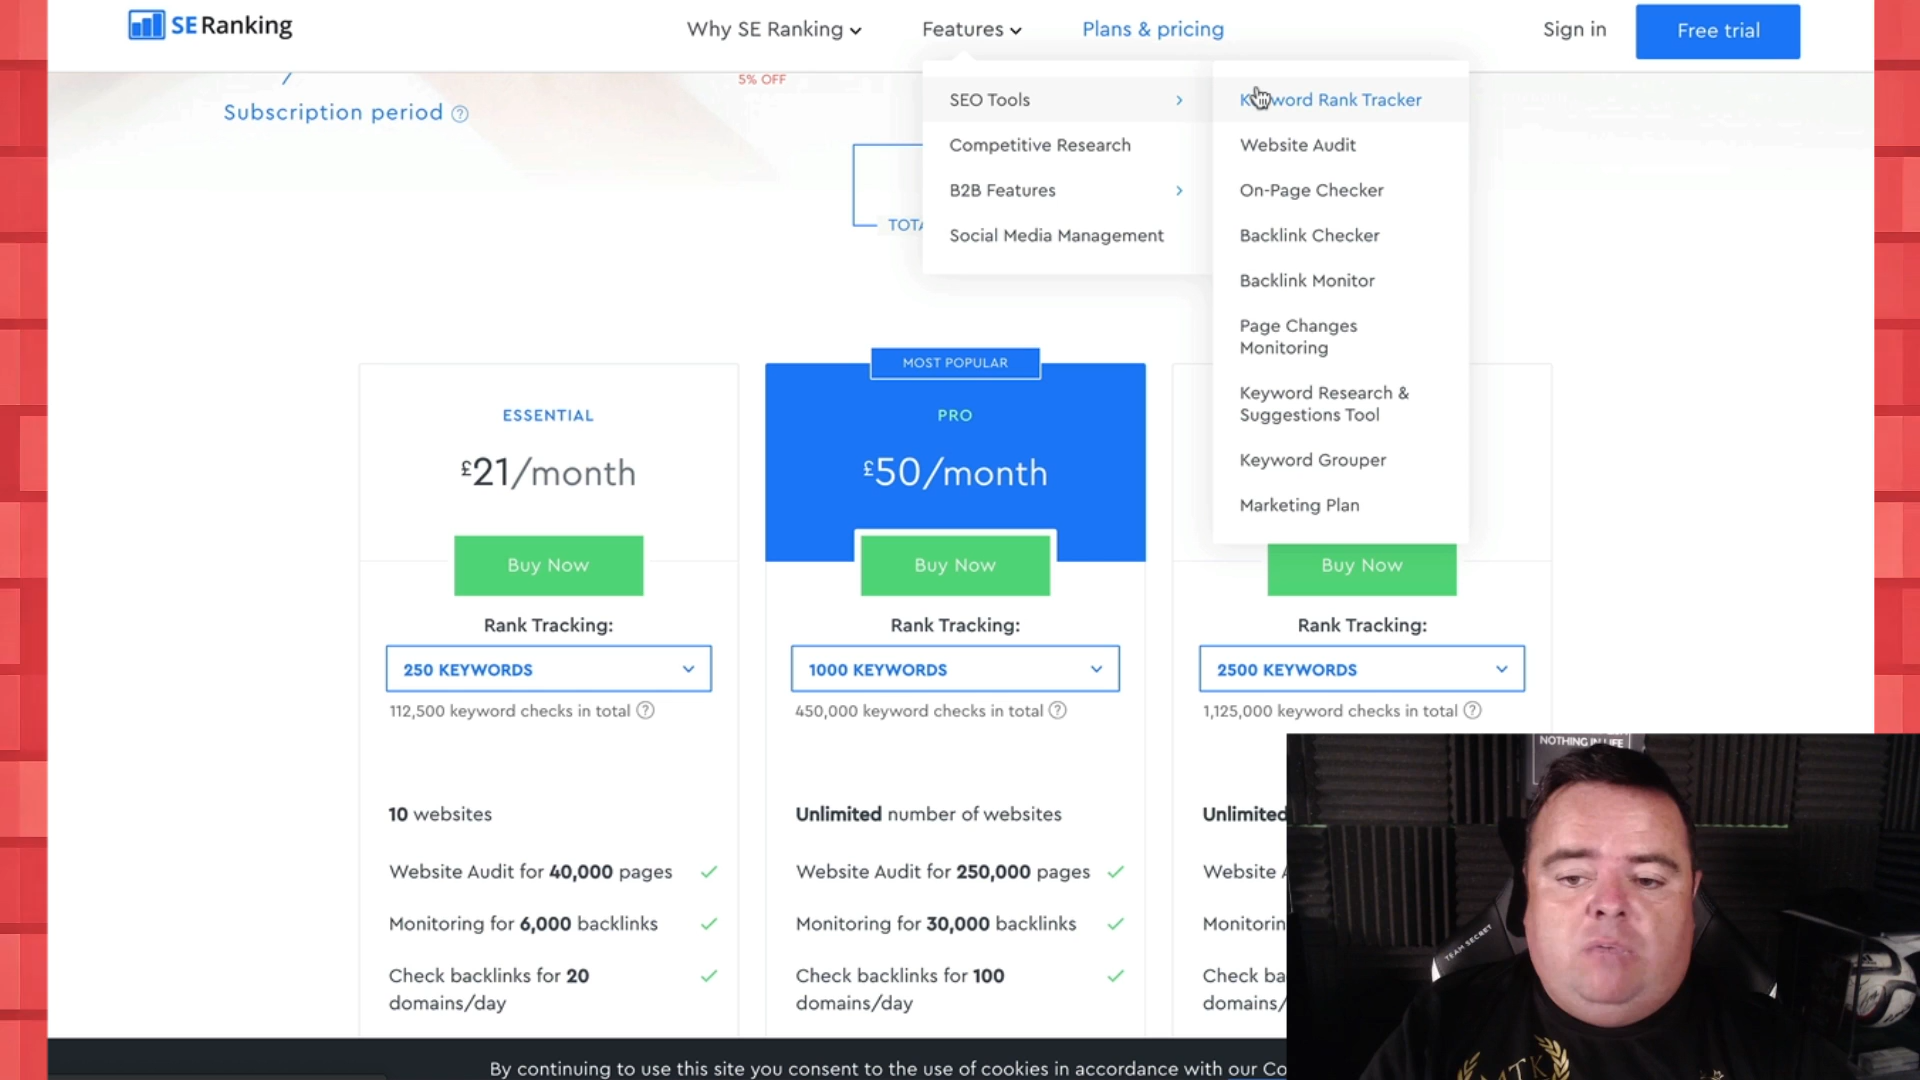 SE Ranking
Why SE Ranking
Features
Plans & pricing
Sign in
Free trial
5% OFF
Subscription period
SEO Tools
Competitive Research
B2B Features
Social Media Management
Keyword Rank Tracker
Website Audit
On-Page Checker
Backlink Checker
Backlink Monitor
Page Changes
Monitoring
Keyword Research &
Suggestions Tool
Keyword Grouper
Marketing Plan
ESSENTIAL
£21/month
Buy Now
Rank Tracking:
250 KEYWORDS
112,500 keyword checks in total
10 websites
Website Audit for 40,000 pages
Monitoring for 6,000 backlinks
Check backlinks for 20
domains/day
MOST POPULAR
PRO
£50/month
Buy Now
Rank Tracking:
1000 KEYWORDS
450,000 keyword checks in total
Unlimited number of websites
Website Audit for 250,000 pages
Monitoring for 30,000 backlinks
Check backlinks for 100
domains/day
Buy Now
Rank Tracking:
2500 KEYWORDS
1,125,000 keyword checks in total
Unlimited
Website
Check
domains/
NOTHING IN LIFE
TEAM SECRET
MTK
By continuing to use this site you consent to the use of cookies in accordance with our